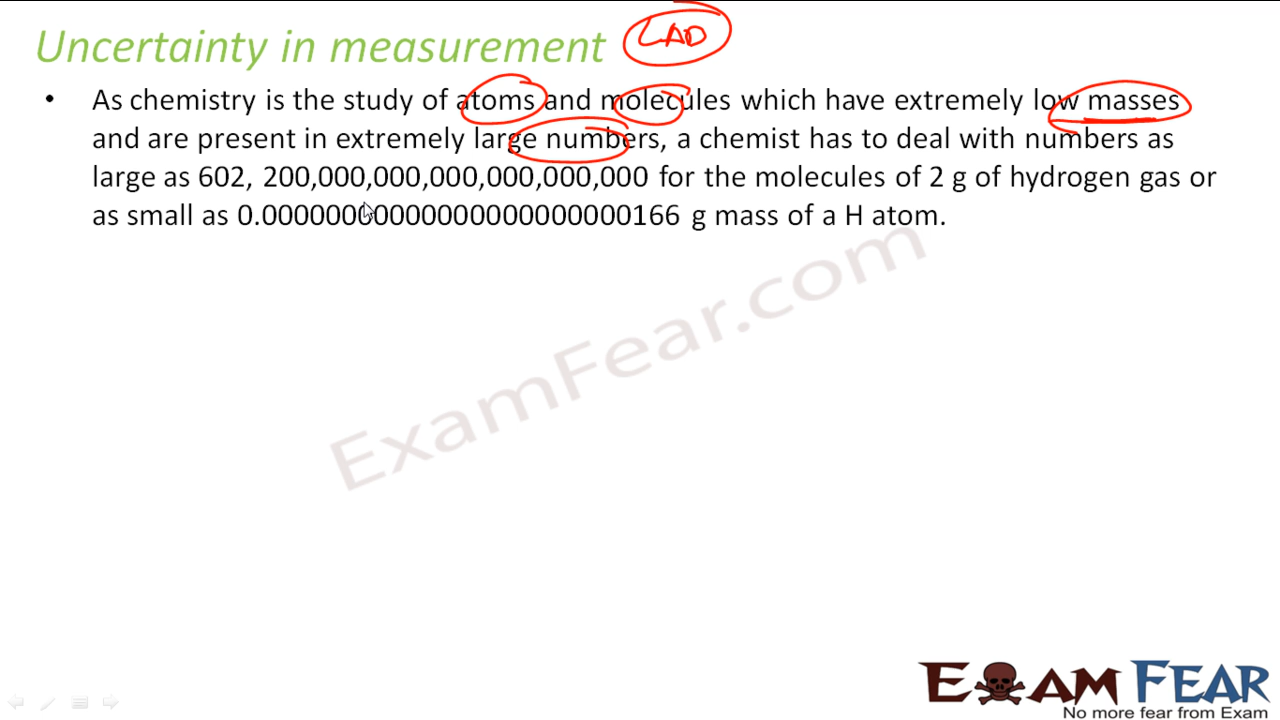 Uncertainty in measurement LAD
• As chemistry is the study of atoms and molecules which have extremely low masses
and are present in extremely large numbers, a chemist has to deal with numbers as
large as 602, 200,000,000,000,000,000,000 for the molecules of 2 g of hydrogen gas or
as small as 0.00000000000000000000000166 g mass of a H atom.
ExamFear.com
EXAM FEAR
No more fear from Exam